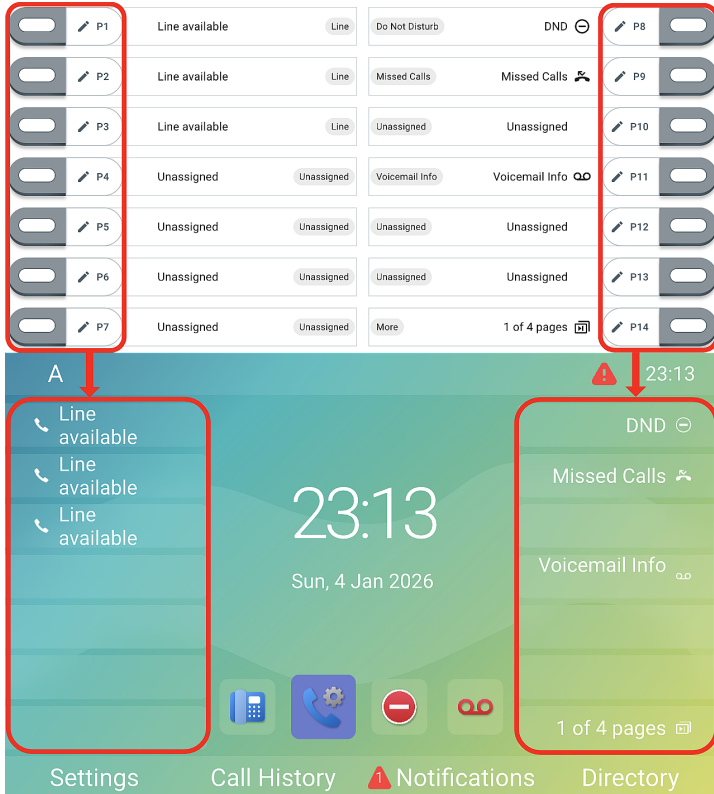 P1 Line available Line Do Not Disturb DND P8
P2 Line available Line Missed Calls Missed Calls P9
P3 Line available Line Unassigned Unassigned P10
P4 Unassigned Unassigned Voicemail Info Voicemail Info P11
P5 Unassigned Unassigned Unassigned Unassigned P12
P6 Unassigned Unassigned Unassigned Unassigned P13
P7 Unassigned Unassigned More 1 of 4 pages P14
A 23:13
Line
available
Line
available
Line
available
23:13
Sun, 4 Jan 2026
DND
Missed Calls
Voicemail Info
1 of 4 pages
Settings Call History 1 Notifications Directory